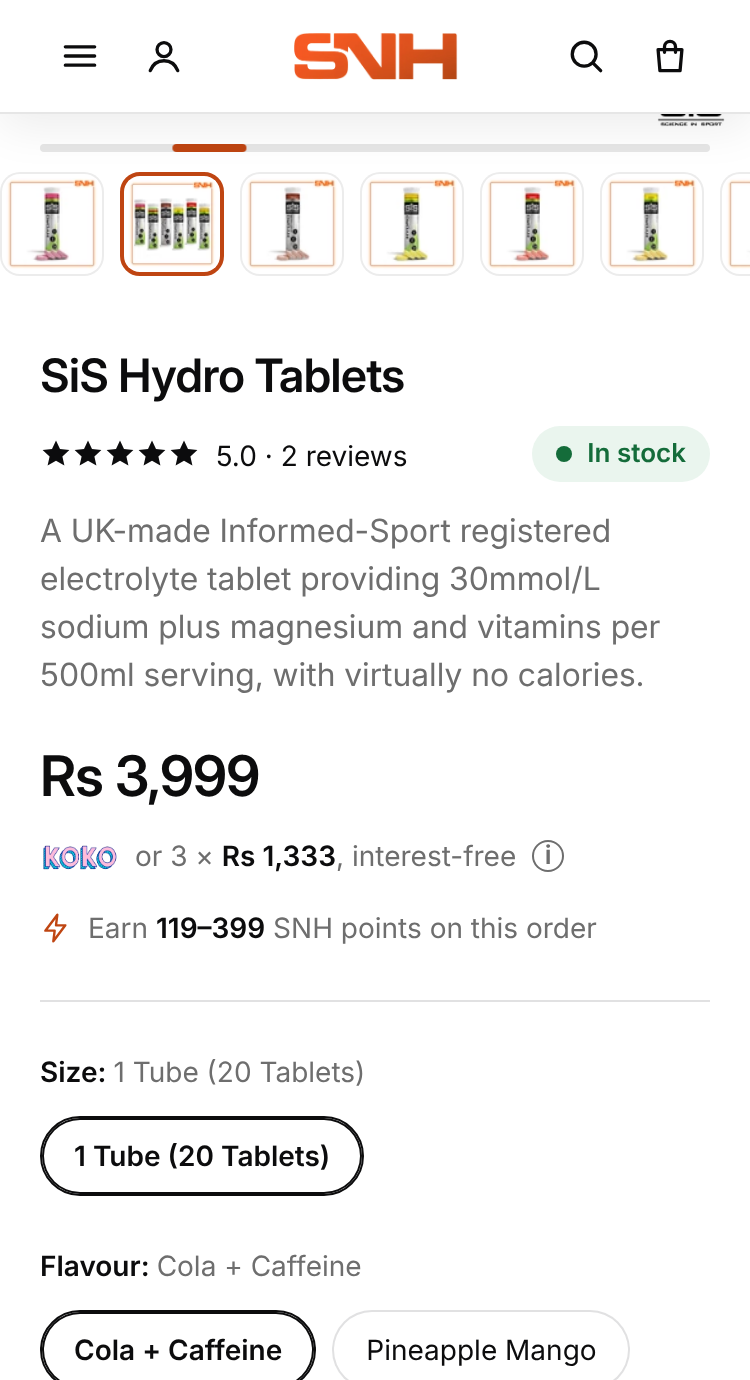 SNH
SCIENCE IN SPORT
SiS Hydro Tablets
5.0 · 2 reviews
In stock
A UK-made Informed-Sport registered
electrolyte tablet providing 30mmol/L
sodium plus magnesium and vitamins per
500ml serving, with virtually no calories.
Rs 3,999
KOKO or 3 × Rs 1,333, interest-free
Earn 119–399 SNH points on this order
Size: 1 Tube (20 Tablets)
1 Tube (20 Tablets)
Flavour: Cola + Caffeine
Cola + Caffeine
Pineapple Mango